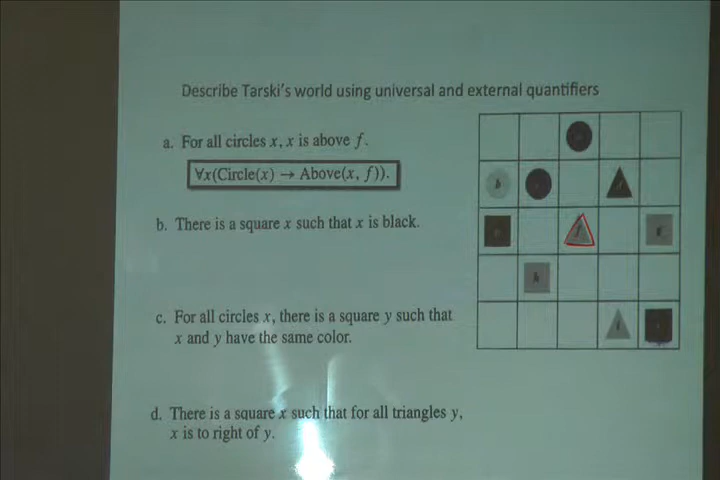 Describe Tarski's world using universal and external quantifiers
a. For all circles x, x is above f.
∀x(Circle(x) → Above(x, f)).
b. There is a square x such that x is black.
c. For all circles x, there is a square y such that
x and y have the same color.
d. There is a square x such that for all triangles y,
x is to right of y.
b
f
h